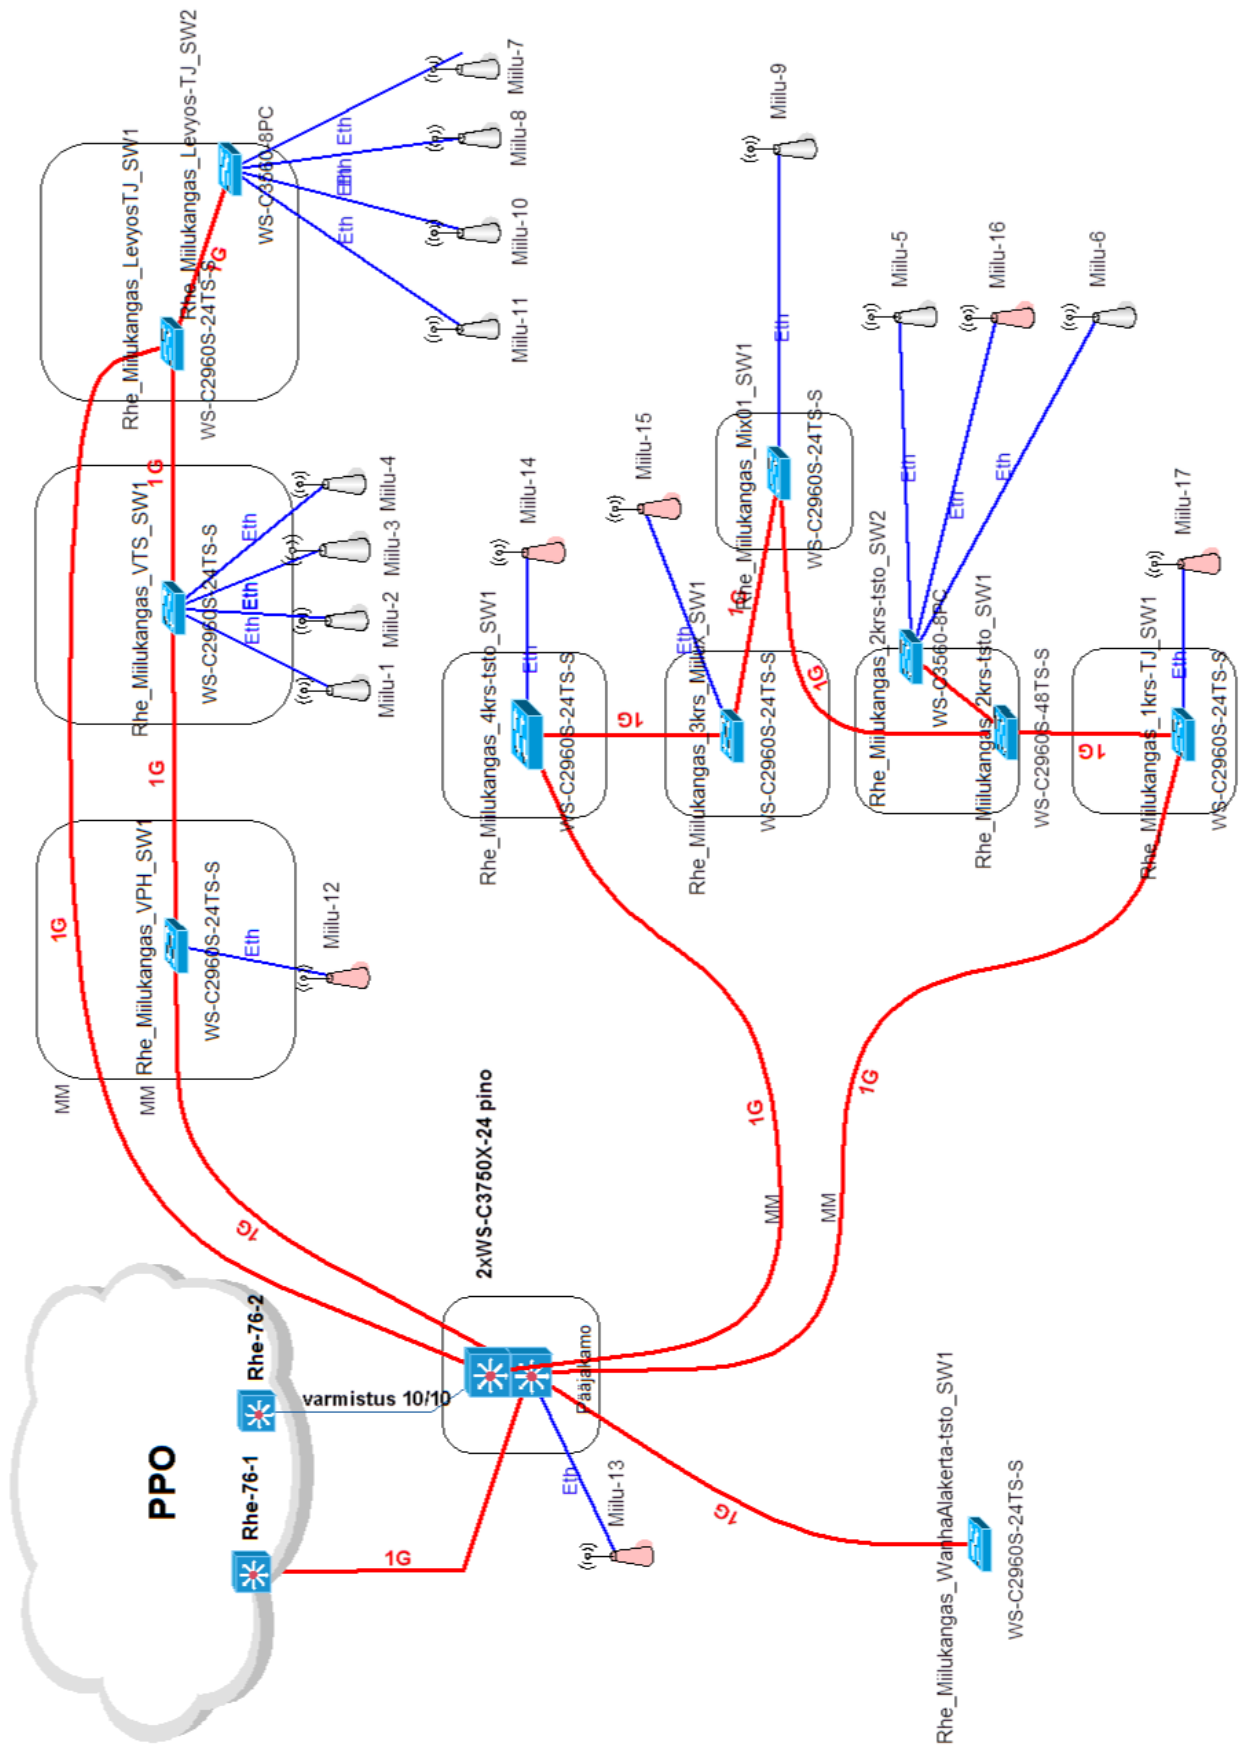 PPO
Rhe-76-1
Rhe-76-2
varmistus 10/10
1G
2xWS-C3750X-24 pino
Pääjakamo
Eth
Miilu-13
1G
Rhe_Miilukangas_WanhaAlakerta-tsto_SW1
WS-C2960S-24TS-S
MM
1G
MM
1G
Rhe_Miilukangas_VPH_SW1
WS-C2960S-24TS-S
Eth
Miilu-12
1G
Rhe_Miilukangas_VTS_SW1
WS-C2960S-24TS-S
Eth
Eth
Eth
Miilu-1
Miilu-2
Miilu-3
Miilu-4
1G
Rhe_Miilukangas_LevyosTJ_SW1
WS-C2960S-24TS-S
1G
Rhe_Miilukangas_Levyos-TJ_SW2
WS-C3560-8PC
Eth
Eth
Eth
Eth
Miilu-11
Miilu-10
Miilu-8
Miilu-7
MM
1G
MM
1G
Rhe_Miilukangas_4krs-tsto_SW1
WS-C2960S-24TS-S
Eth
Miilu-14
1G
Rhe_Miilukangas_3krs_Miilux_SW1
WS-C2960S-24TS-S
Eth
Miilu-15
1G
Rhe_Miilukangas_Mix01_SW1
WS-C2960S-24TS-S
Eth
Miilu-9
1G
Rhe_Miilukangas_2krs-tsto_SW2
WS-C3560-8PC
Rhe_Miilukangas_2krs-tsto_SW1
WS-C2960S-48TS-S
Eth
Eth
Eth
Miilu-5
Miilu-16
Miilu-6
1G
Rhe_Miilukangas_1krs-TJ_SW1
WS-C2960S-24TS-S
Eth
Miilu-17